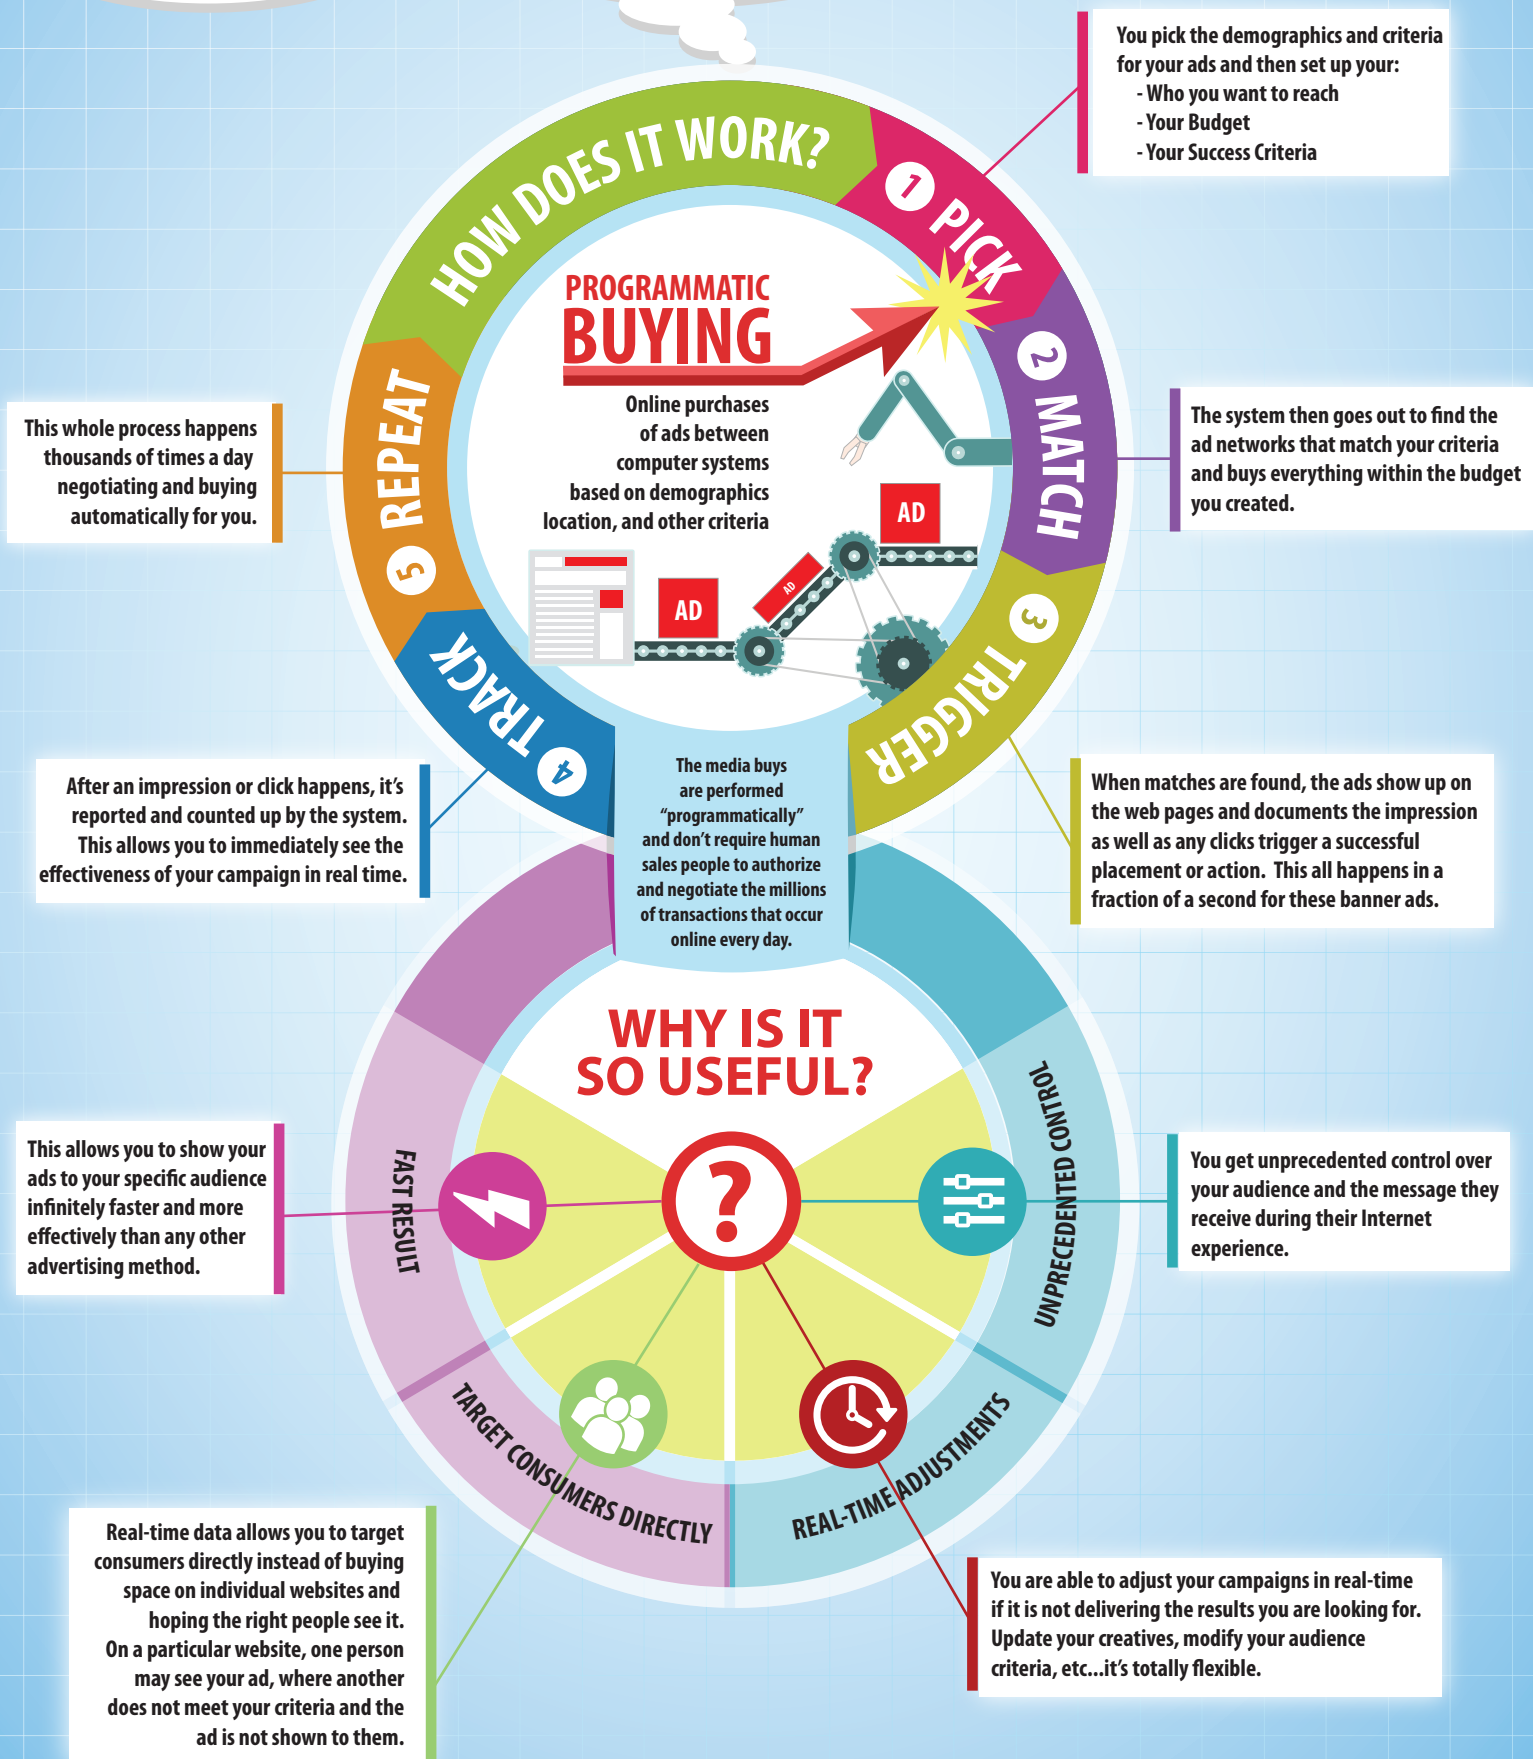 HOW DOES IT WORK?
1 PICK
You pick the demographics and criteria
for your ads and then set up your:
- Who you want to reach
- Your Budget
- Your Success Criteria
2 MATCH
The system then goes out to find the
ad networks that match your criteria
and buys everything within the budget
you created.
3 TRIGGER
When matches are found, the ads show up on
the web pages and documents the impression
as well as any clicks trigger a successful
placement or action. This all happens in a
fraction of a second for these banner ads.
4 TRACK
After an impression or click happens, it's
reported and counted up by the system.
This allows you to immediately see the
effectiveness of your campaign in real time.
5 REPEAT
This whole process happens
thousands of times a day
negotiating and buying
automatically for you.
PROGRAMMATIC
BUYING
Online purchases
of ads between
computer systems
based on demographics
location, and other criteria
AD
AD
AD
The media buys
are performed
“programmatically”
and don't require human
sales people to authorize
and negotiate the millions
of transactions that occur
online every day.
WHY IS IT
SO USEFUL?
?
FAST RESULT
This allows you to show your
ads to your specific audience
infinitely faster and more
effectively than any other
advertising method.
UNPRECEDENTED CONTROL
You get unprecedented control over
your audience and the message they
receive during their Internet
experience.
TARGET CONSUMERS DIRECTLY
Real-time data allows you to target
consumers directly instead of buying
space on individual websites and
hoping the right people see it.
On a particular website, one person
may see your ad, where another
does not meet your criteria and the
ad is not shown to them.
REAL-TIME ADJUSTMENTS
You are able to adjust your campaigns in real-time
if it is not delivering the results you are looking for.
Update your creatives, modify your audience
criteria, etc...it's totally flexible.